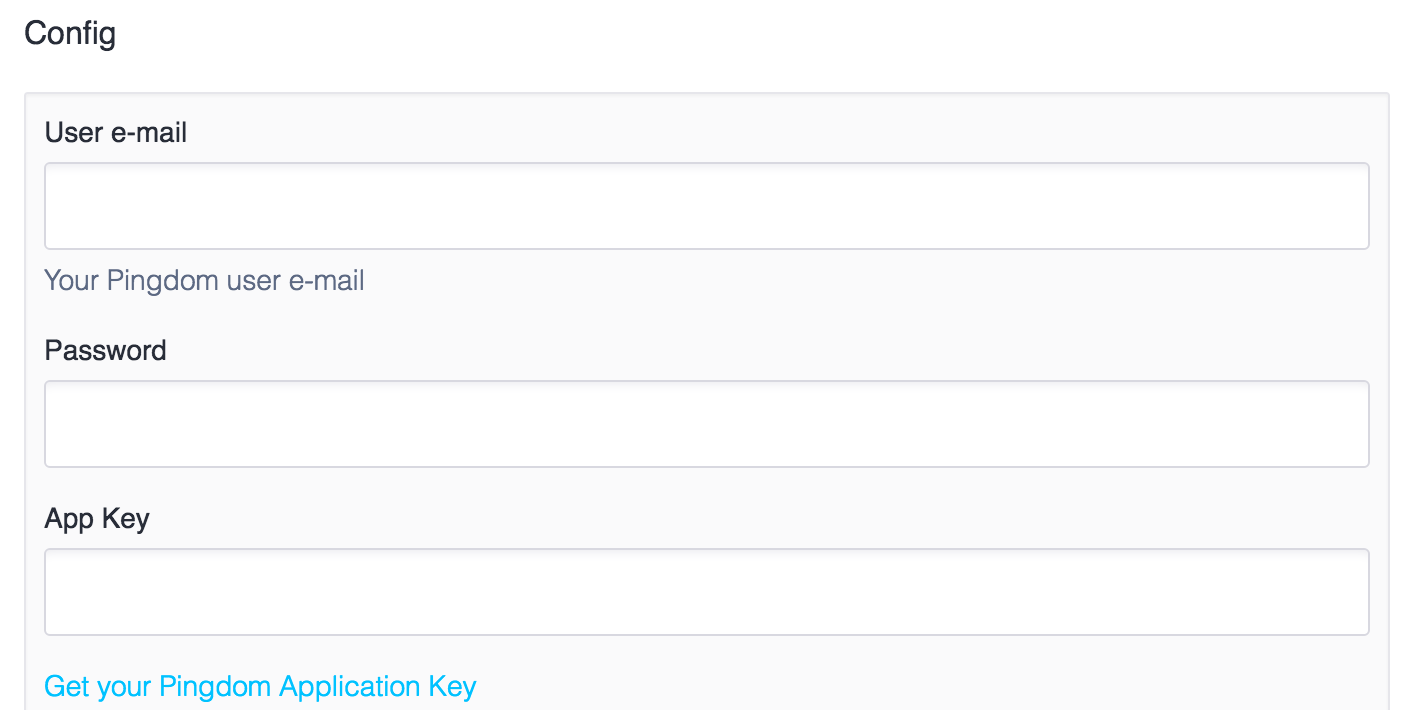 Config
User e-mail
Your Pingdom user e-mail
Password
App Key
Get your Pingdom Application Key